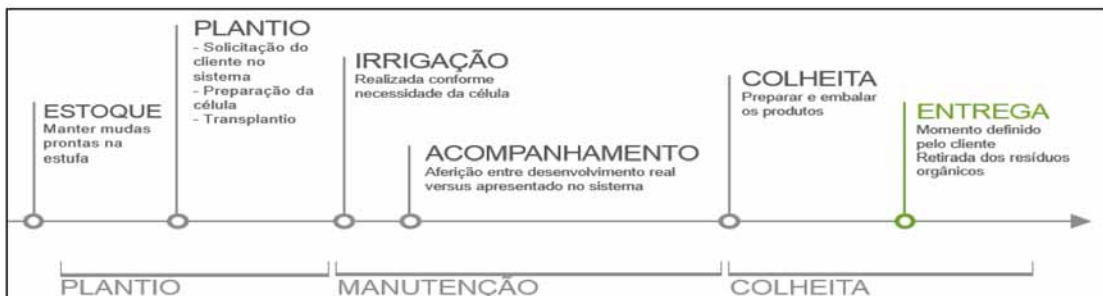 ESTOQUE
Manter mudas
prontas na
estufa
PLANTIO
- Solicitação do
cliente no
sistema
- Preparação da
célula
- Transplantio
IRRIGAÇÃO
Realizada conforme
necessidade da célula
ACOMPANHAMENTO
Aferição entre desenvolvimento real
versus apresentado no sistema
COLHEITA
Preparar e embalar
os produtos
ENTREGA
Momento definido
pelo cliente
Retirada dos resíduos
orgânicos
PLANTIO
MANUTENÇÃO
COLHEITA